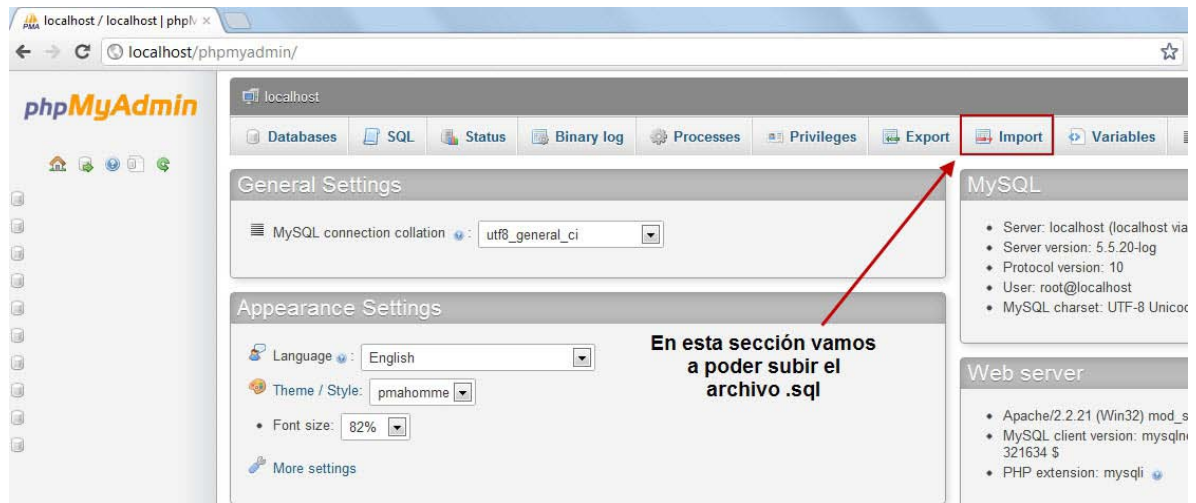 localhost / localhost | phpM
localhost/phpmyadmin/
phpMyAdmin
localhost
Databases SQL Status Binary log Processes Privileges Export Import Variables
General Settings
MySQL connection collation : utf8_general_ci
Appearance Settings
Language : English
Theme / Style: pmahomme
Font size: 82%
More settings
En esta sección vamos
a poder subir el
archivo .sql
MySQL
Server: localhost (localhost via
Server version: 5.5.20-log
Protocol version: 10
User: root@localhost
MySQL charset: UTF-8 Unicod
Web server
Apache/2.2.21 (Win32) mod_s
MySQL client version: mysqln
321634 $
PHP extension: mysqli